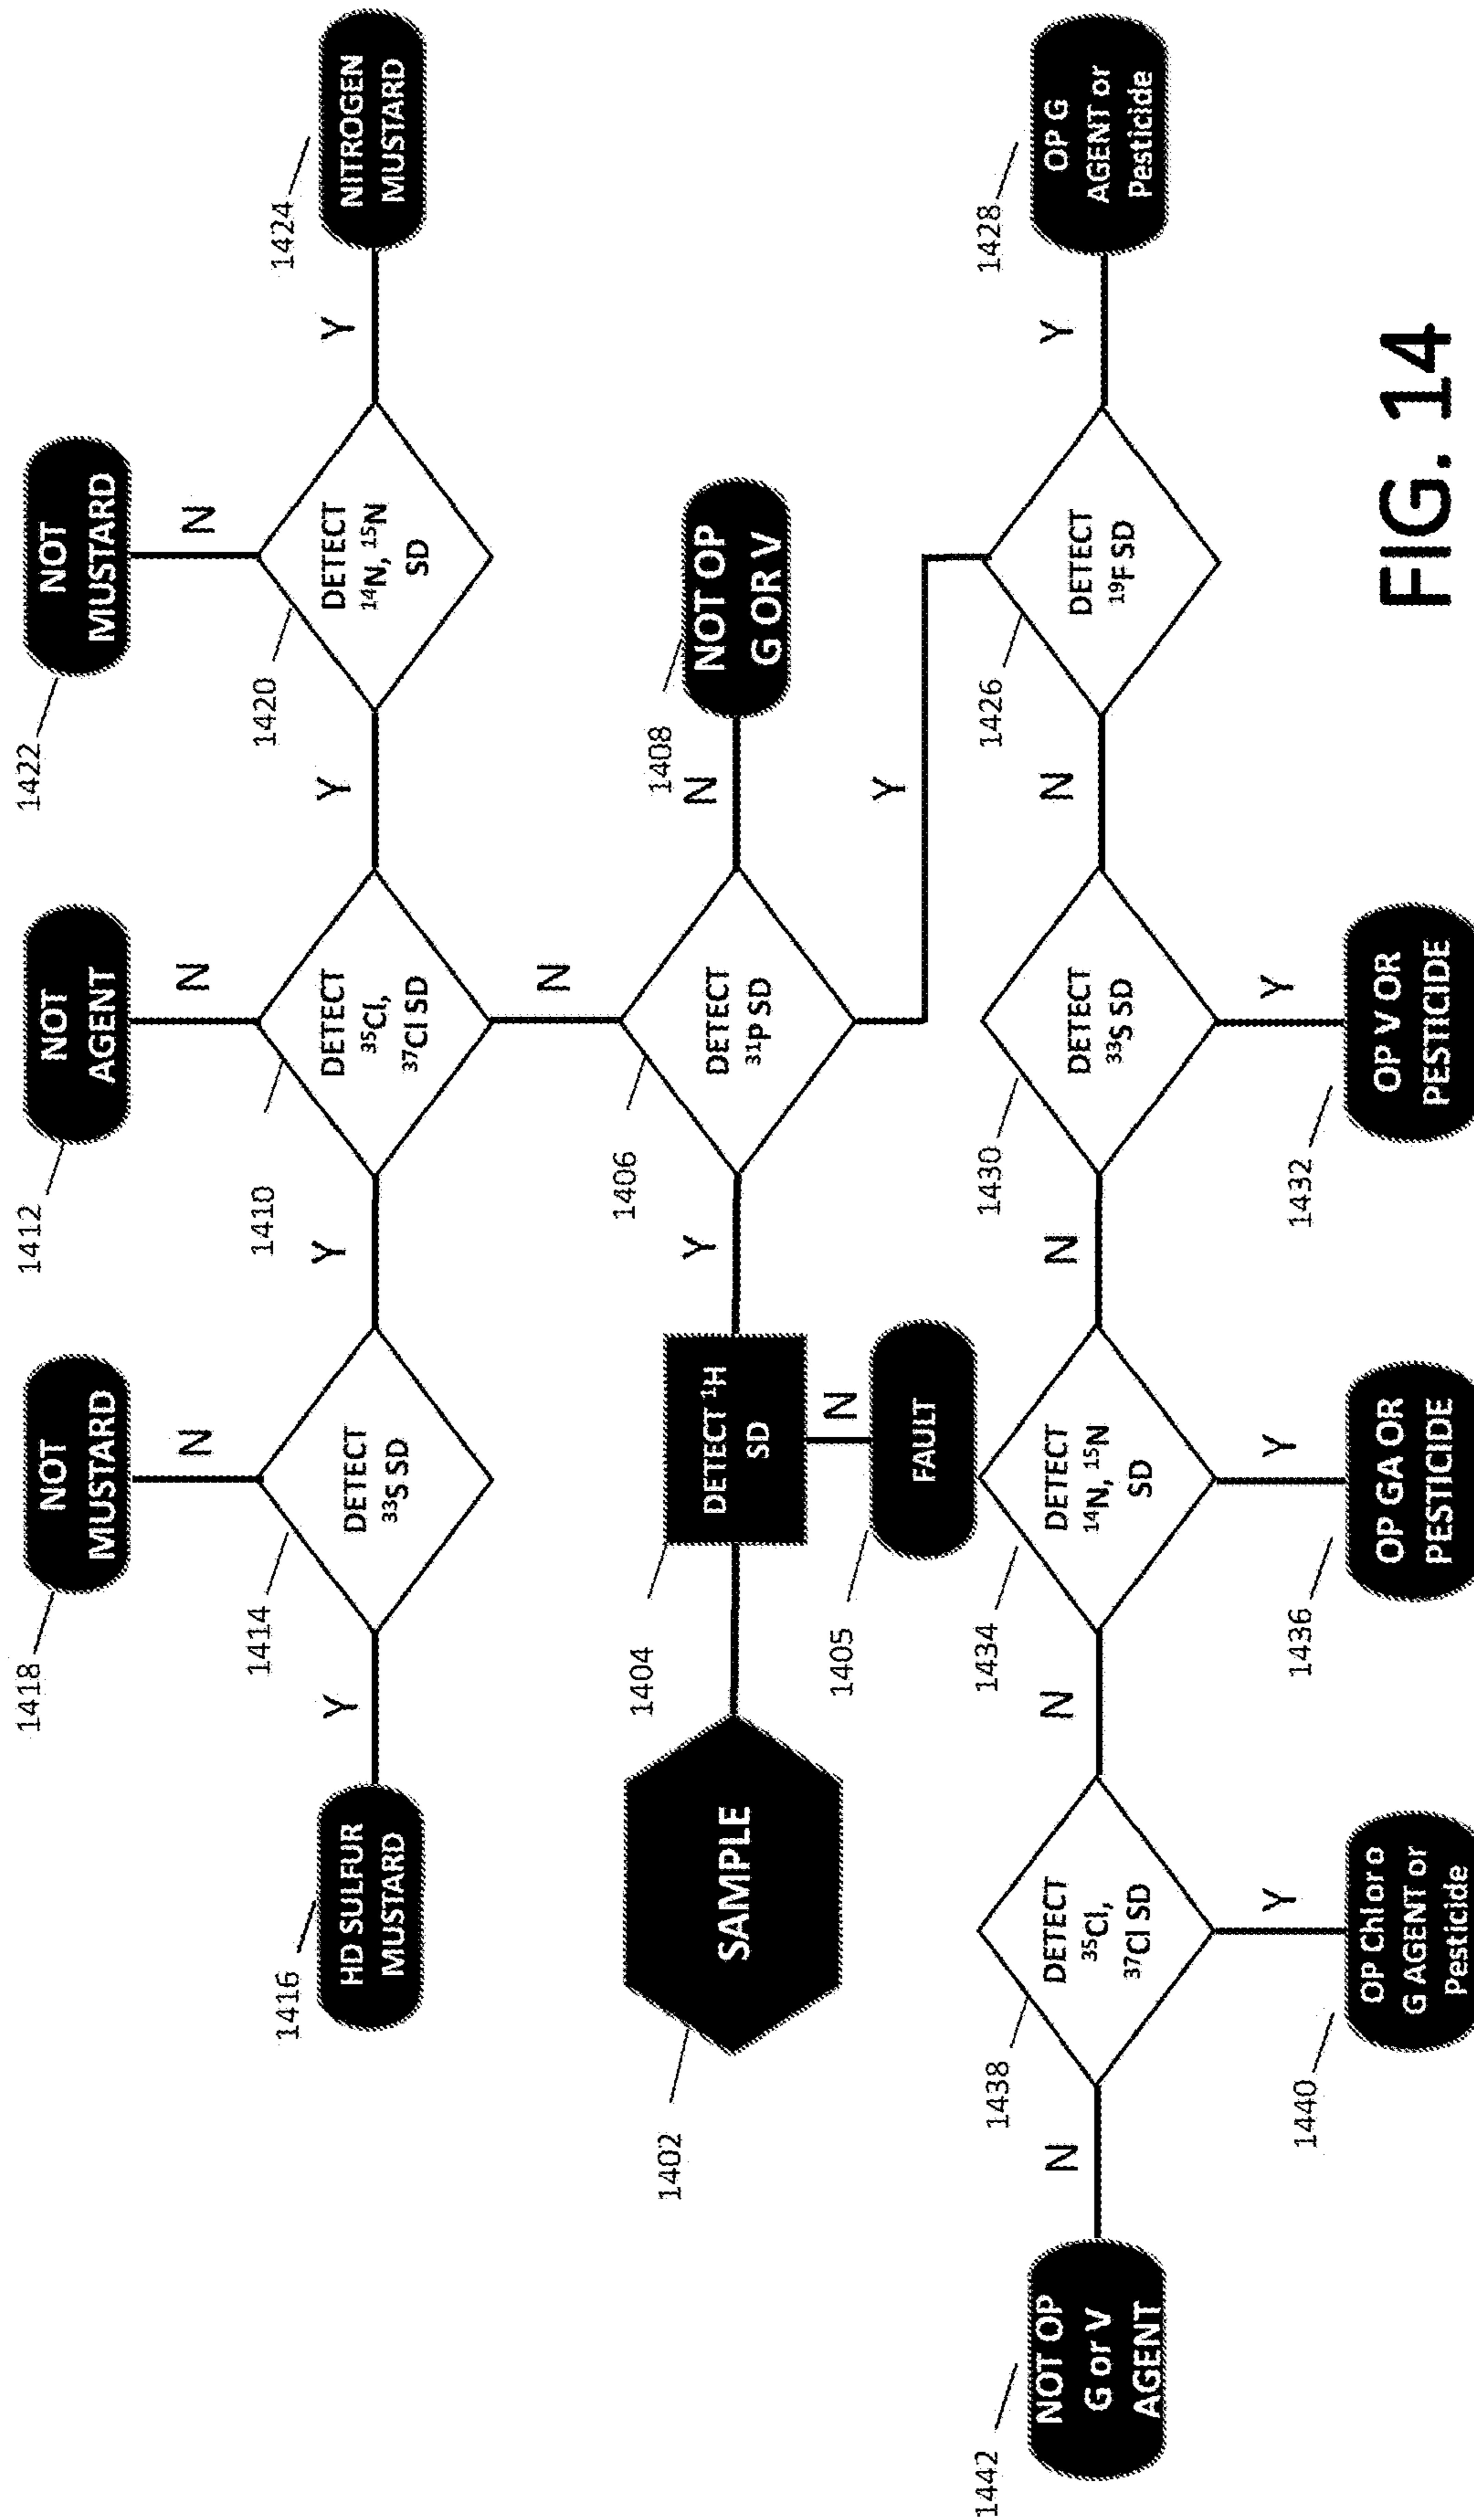 1418
NOT
MUSTARD
1412
NOT
AGENT
1422
NOT
MUSTARD
N
N
N
1416
HD SULFUR
MUSTARD
Y
1414
DETECT
³³S SD
Y
1410
DETECT
³⁵Cl,
³⁷Cl SD
Y
1420
DETECT
¹⁴N, ¹⁵N
SD
Y
1424
NITROGEN
MUSTARD
N
1402
SAMPLE
1404
DETECT ¹H
SD
Y
1406
DETECT
³¹P SD
N
1408
NOT OP
G OR V
N
1405
FAULT
Y
1442
NOT OP
G or V
AGENT
N
1438
DETECT
³⁵Cl,
³⁷Cl SD
N
1434
DETECT
¹⁴N, ¹⁵N
SD
N
1430
DETECT
³³S SD
N
1426
DETECT
¹⁹F SD
Y
1428
OP G
AGENT or
Pesticide
Y
Y
Y
1440
OP Chloro
G AGENT or
Pesticide
1436
OP GA OR
PESTICIDE
1432
OP V OR
PESTICIDE
FIG. 14